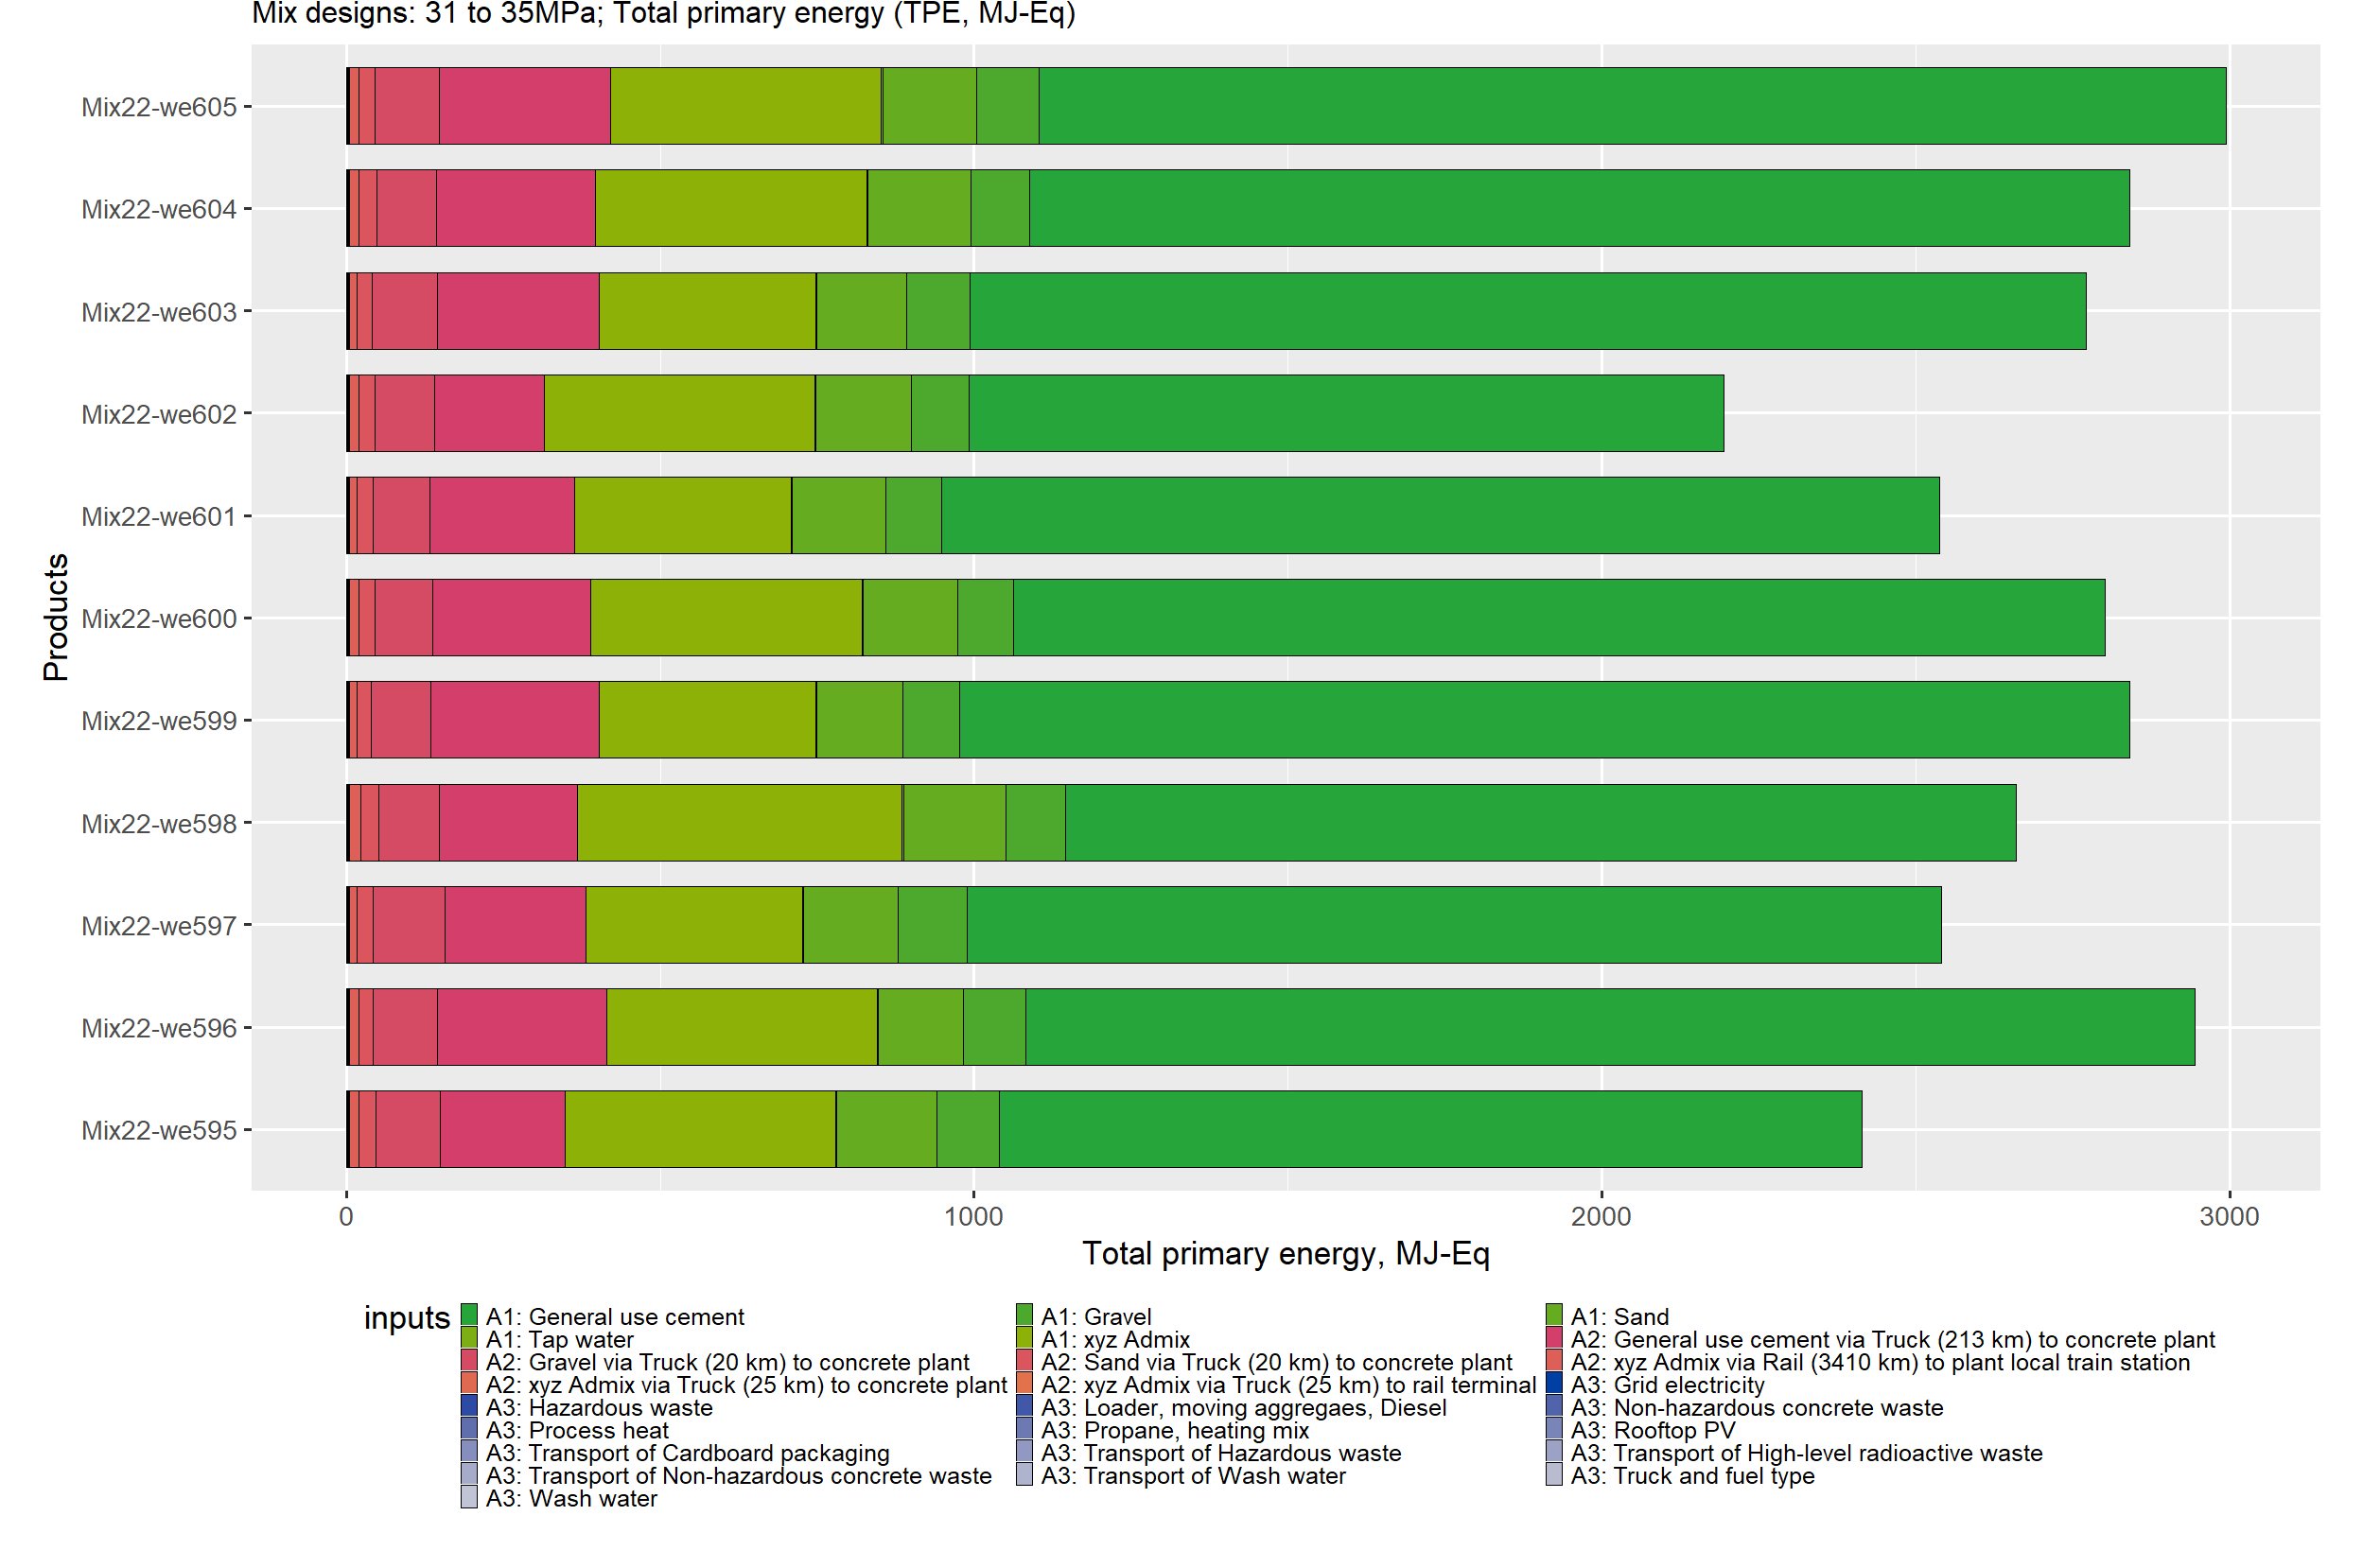 Mix designs: 31 to 35MPa; Total primary energy (TPE, MJ-Eq)
Mix22-we605
Mix22-we604
Mix22-we603
Mix22-we602
Mix22-we601
Mix22-we600
Mix22-we599
Mix22-we598
Mix22-we597
Mix22-we596
Mix22-we595
Products
0 1000 2000 3000
Total primary energy, MJ-Eq
inputs
A1: General use cement A1: Gravel A1: Sand
A1: Tap water A1: xyz Admix A2: General use cement via Truck (213 km) to concrete plant
A2: Gravel via Truck (20 km) to concrete plant A2: Sand via Truck (20 km) to concrete plant A2: xyz Admix via Rail (3410 km) to plant local train station
A2: xyz Admix via Truck (25 km) to concrete plant A2: xyz Admix via Truck (25 km) to rail terminal A3: Grid electricity
A3: Hazardous waste A3: Loader, moving aggregaes, Diesel A3: Non-hazardous concrete waste
A3: Process heat A3: Propane, heating mix A3: Rooftop PV
A3: Transport of Cardboard packaging A3: Transport of Hazardous waste A3: Transport of High-level radioactive waste
A3: Transport of Non-hazardous concrete waste A3: Transport of Wash water A3: Truck and fuel type
A3: Wash water